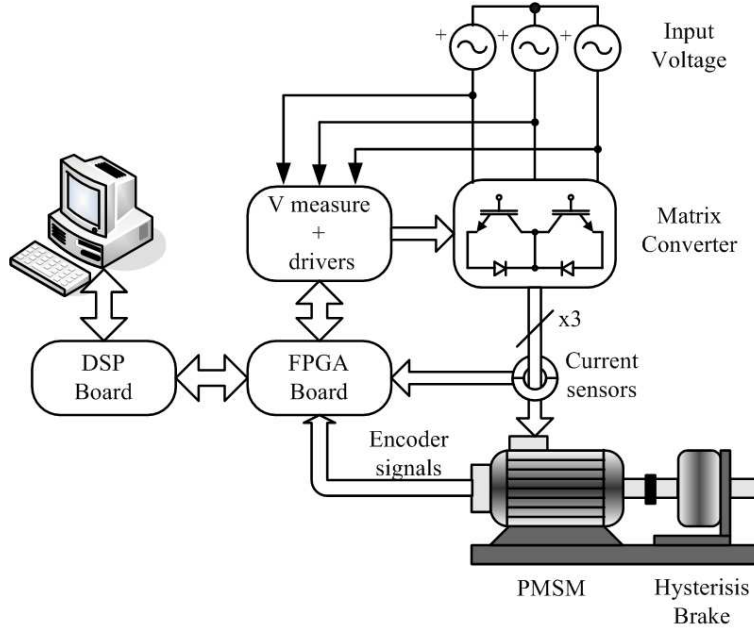 + + +
Input
Voltage
V measure
+
drivers
Matrix
Converter
x3
DSP
Board
FPGA
Board
Current
sensors
Encoder
signals
PMSM
Hysterisis
Brake